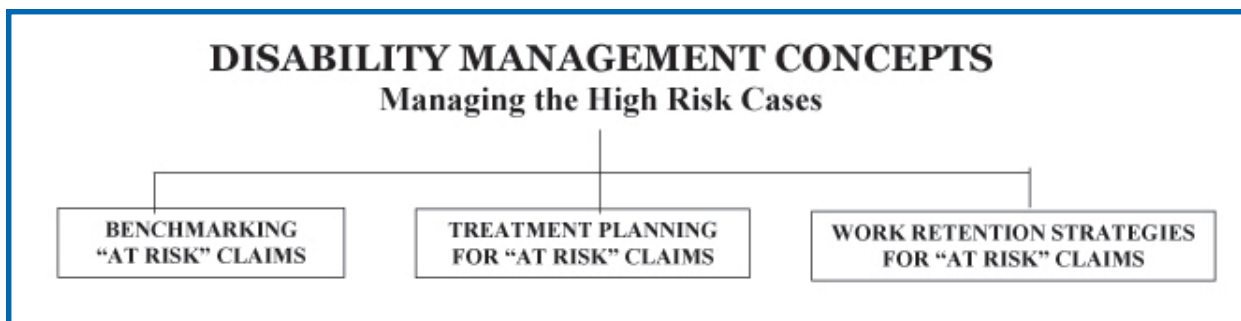 DISABILITY MANAGEMENT CONCEPTS
Managing the High Risk Cases
BENCHMARKING
“AT RISK” CLAIMS
TREATMENT PLANNING
FOR “AT RISK” CLAIMS
WORK RETENTION STRATEGIES
FOR “AT RISK” CLAIMS